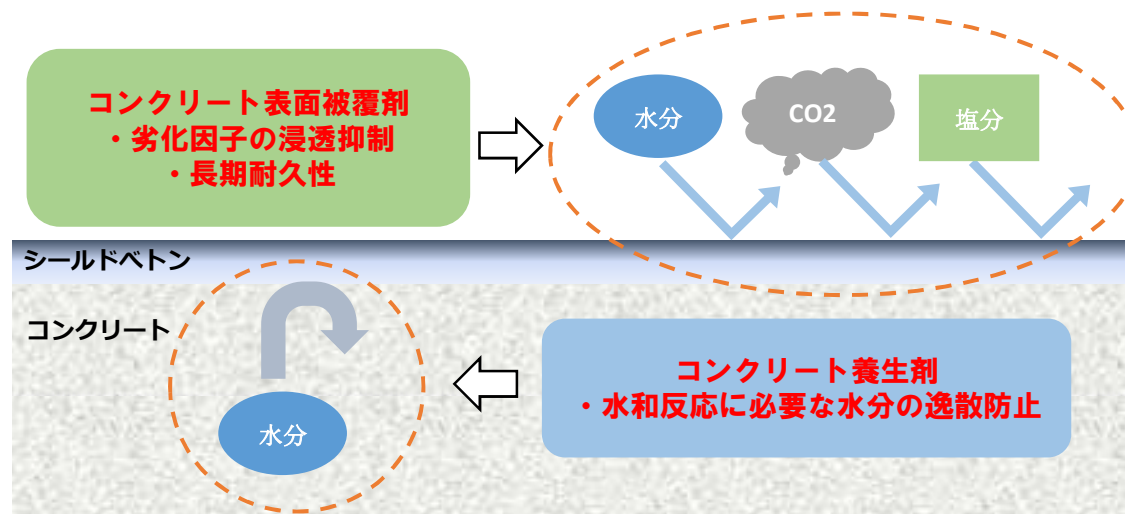 コンクリート表面被覆剤
・劣化因子の浸透抑制
・長期耐久性
水分
CO2
塩分
シールドベトン
コンクリート
コンクリート養生剤
・水和反応に必要な水分の逸散防止
水分